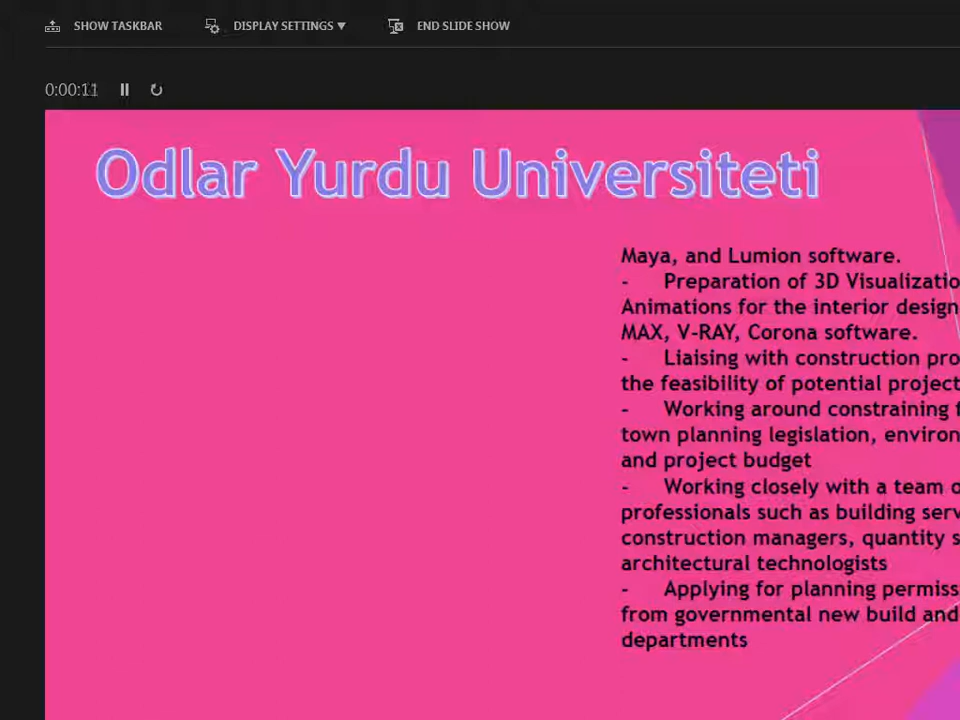 SHOW TASKBAR DISPLAY SETTINGS ▼ END SLIDE SHOW
0:00:11
Odlar Yurdu Universiteti
Maya, and Lumion software.
- Preparation of 3D
Animations for the interior design
MAX, V-RAY, Corona software.
- Liaising with construction
the feasibility of potential
- Working around constraining
town planning legislation,
and project budget
- Working closely with a team
professionals such as building
construction managers, quantity
architectural technologists
- Applying for planning
from governmental new build and
departments